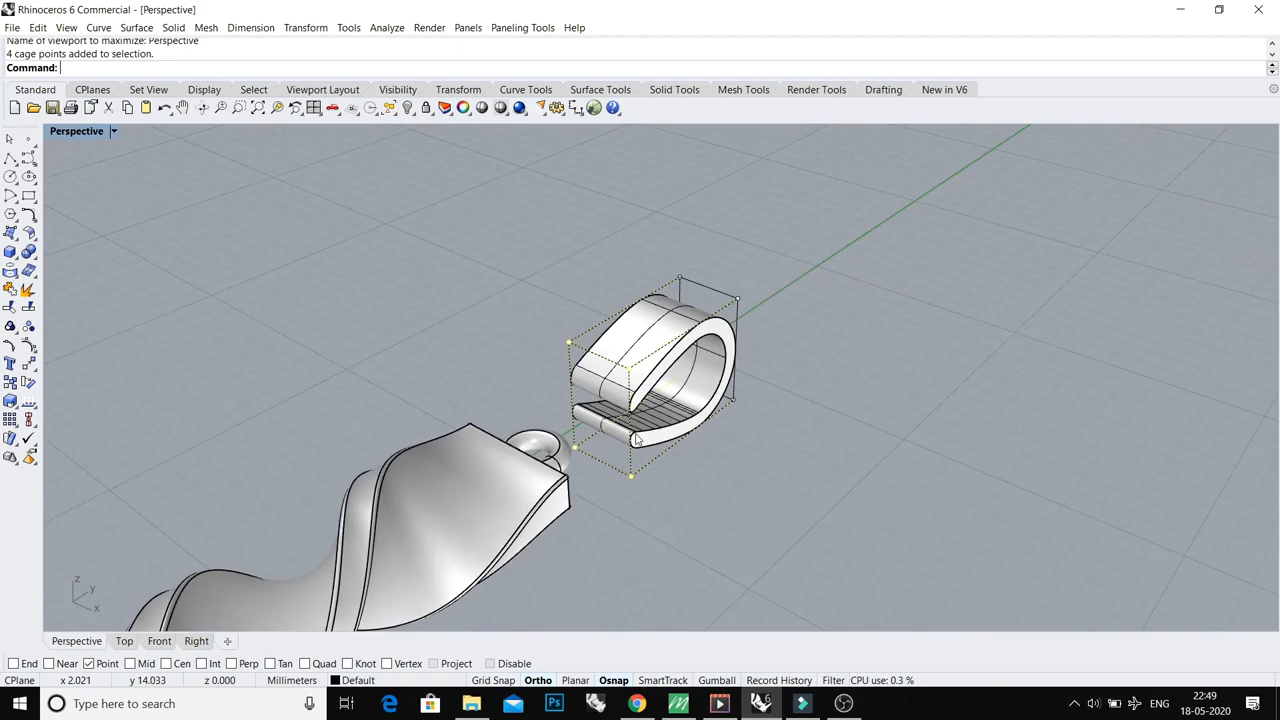 Rhinoceros 6 Commercial - [Perspective]
File Edit View Curve Surface Solid Mesh Dimension Transform Tools Analyze Render Panels Paneling Tools Help
Name of viewport to maximize: Perspective
4 cage points added to selection.
Command:
Standard CPlanes Set View Display Select Viewport Layout Visibility Transform Curve Tools Surface Tools Solid Tools Mesh Tools Render Tools Drafting New in V6
Perspective
z
y
x
Perspective Top Front Right
End Near Point Mid Cen Int Perp Tan Quad Knot Vertex Project Disable
CPlane x 2.021 y 14.033 z 0.000 Millimeters Default Grid Snap Ortho Planar Osnap SmartTrack Gumball Record History Filter CPU use: 0.3 %
Type here to search
Ps
6
ENG
22:49
18-05-2020